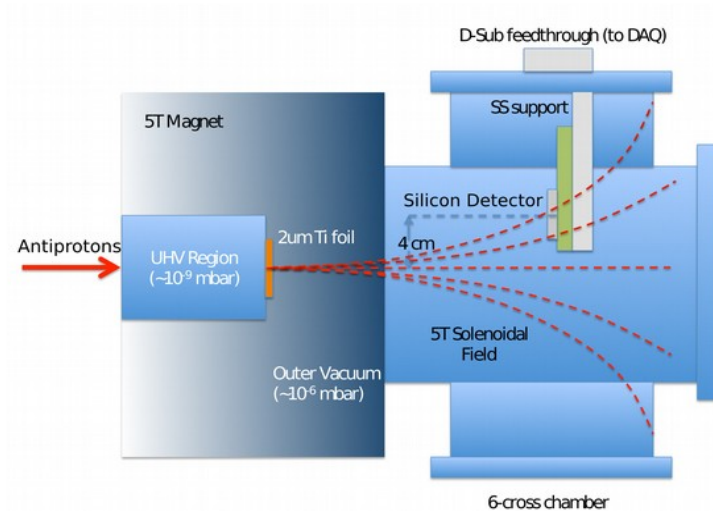 D-Sub feedthrough (to DAQ)
5T Magnet
SS support
Silicon Detector
2um Ti foil
4 cm
Antiprotons
UHV Region
(~10⁻⁹ mbar)
5T Solenoidal
Field
Outer Vacuum
(~10⁻⁶ mbar)
6-cross chamber